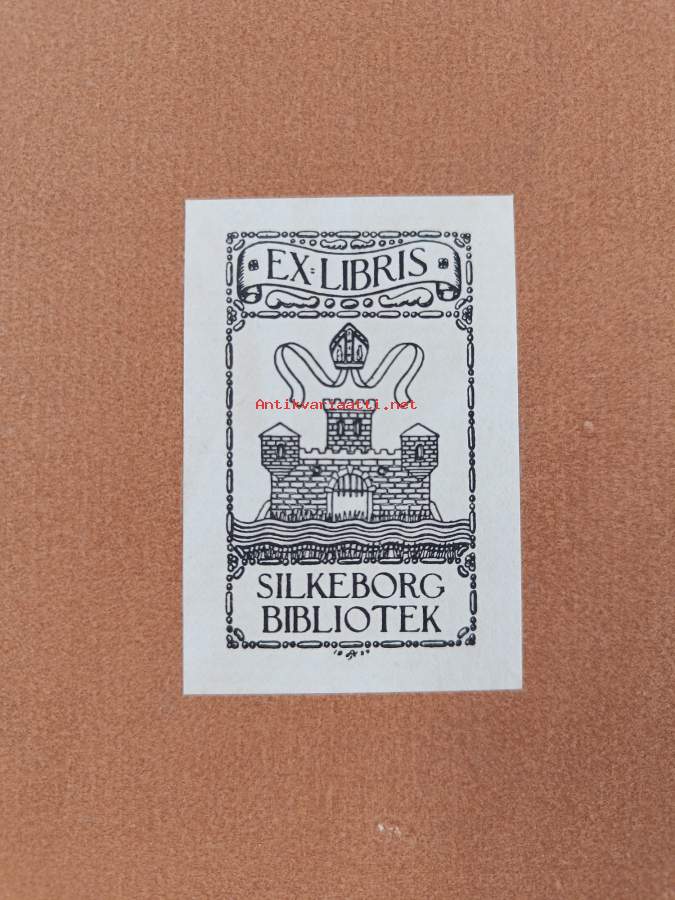 EX:LIBRIS
Antikvariaatti.net
SILKEBORG
BIBLIOTEK